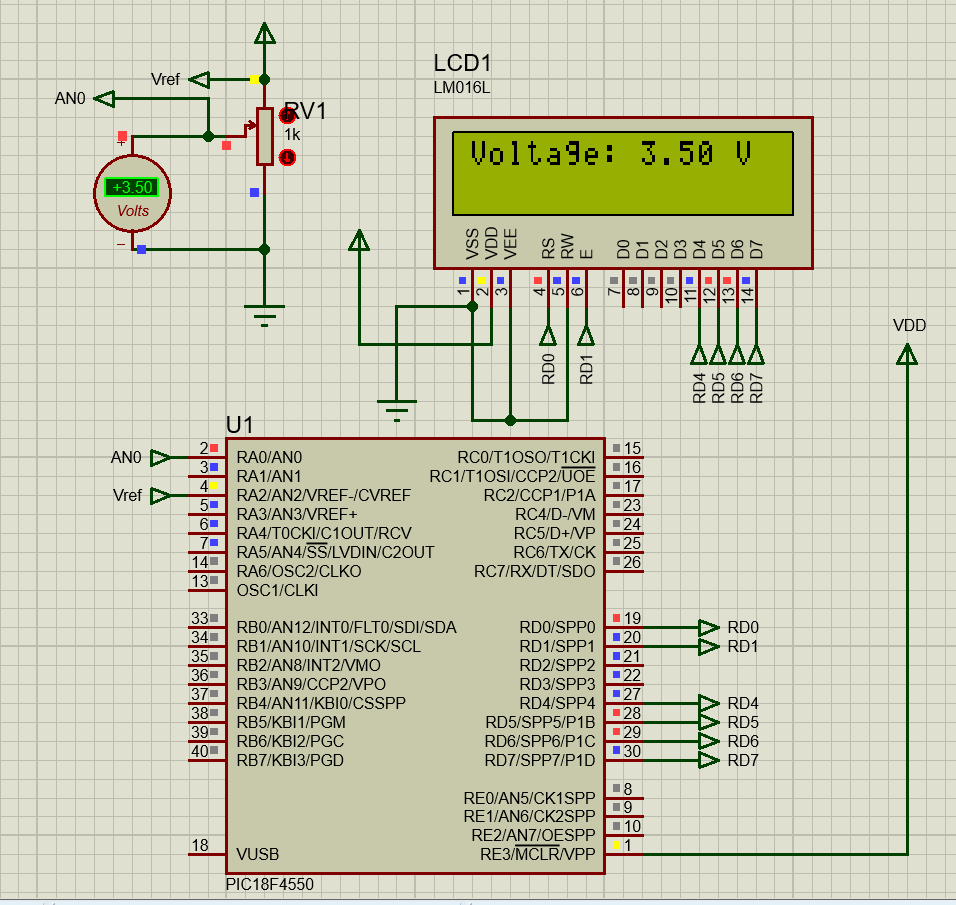 LCD1
LM016L
Vref
AN0
RV1
1k
+3.50
Volts
Voltage: 3.50 V
VSS
VDD
VEE
RS
RW
E
D0
D1
D2
D3
D4
D5
D6
D7
1
2
3
4
5
6
7
8
9
10
11
12
13
14
RD0
RD1
RD4
RD5
RD6
RD7
VDD
U1
AN0
2 RA0/AN0
3 RA1/AN1
Vref
4 RA2/AN2/VREF-/CVREF
5 RA3/AN3/VREF+
6 RA4/T0CKI/C1OUT/RCV
7 RA5/AN4/SS/LVDIN/C2OUT
14 RA6/OSC2/CLKO
13 OSC1/CLKI
33 RB0/AN12/INT0/FLT0/SDI/SDA
34 RB1/AN10/INT1/SCK/SCL
35 RB2/AN8/INT2/VMO
36 RB3/AN9/CCP2/VPO
37 RB4/AN11/KBI0/CSSPP
38 RB5/KBI1/PGM
39 RB6/KBI2/PGC
40 RB7/KBI3/PGD
18 VUSB
RC0/T1OSO/T1CKI 15
RC1/T1OSI/CCP2/UOE 16
RC2/CCP1/P1A 17
RC4/D-/VM 23
RC5/D+/VP 24
RC6/TX/CK 25
RC7/RX/DT/SDO 26
RD0/SPP0 19 RD0
RD1/SPP1 20 RD1
RD2/SPP2 21
RD3/SPP3 22
RD4/SPP4 27 RD4
RD5/SPP5/P1B 28 RD5
RD6/SPP6/P1C 29 RD6
RD7/SPP7/P1D 30 RD7
RE0/AN5/CK1SPP 8
RE1/AN6/CK2SPP 9
RE2/AN7/OESPP 10
RE3/MCLR/VPP 1
PIC18F4550